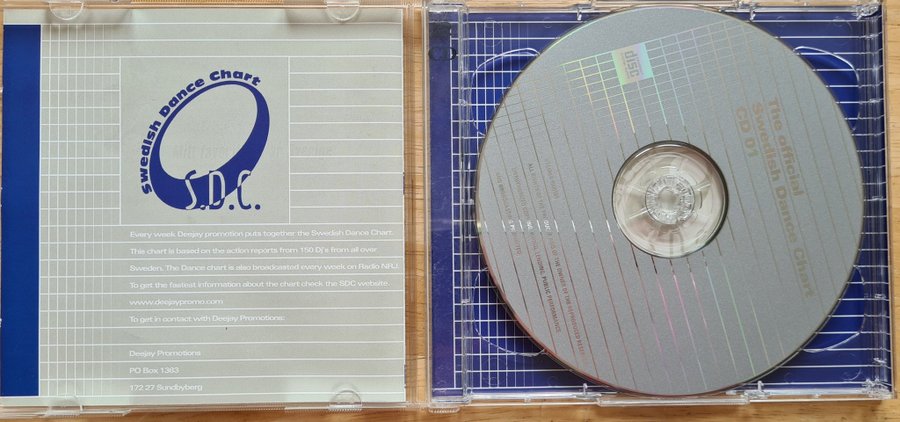 Swedish Dance Chart
S.D.C.
Every week Deejay promotion puts together the Swedish Dance Chart.
This chart is based on the action reports from 150 Dj's from all over
Sweden. The Dance chart is also broadcasted every week on Radio NRJ.
To get the fastest information about the chart check the SDC website.
www.deejaypromo.com
To get in contact with Deejay Promotions:
Deejay Promotions
PO Box 1363
172 27 Sundbyberg
disc
The official
Swedish Dance Chart
CD 01